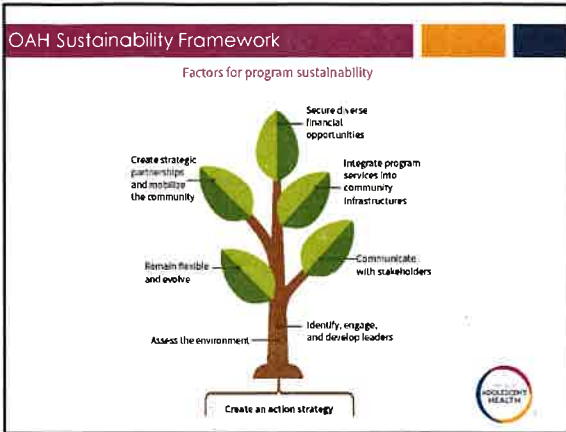 OAH Sustainability Framework
Factors for program sustainability
Secure diverse
financial
opportunities
Create strategic
partnerships
and mobilize
the community
Integrate program
services into
community
infrastructures
Remain flexible
and evolve
Communicate
with stakeholders
Assess the environment
Identify, engage,
and develop leaders
Create an action strategy
ADOLESCENT
HEALTH